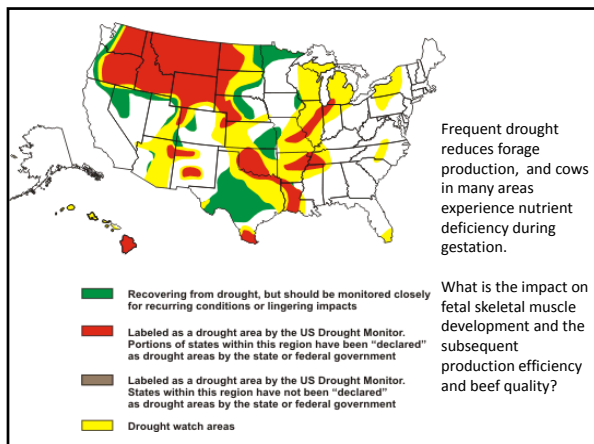 Frequent drought
reduces forage
production, and cows
in many areas
experience nutrient
deficiency during
gestation.
What is the impact on
fetal skeletal muscle
development and the
subsequent
production efficiency
and beef quality?
Recovering from drought, but should be monitored closely
for recurring conditions or lingering impacts
Labeled as a drought area by the US Drought Monitor.
Portions of states within this region have been “declared”
as drought areas by the state or federal government
Labeled as a drought area by the US Drought Monitor.
States within this region have not been “declared”
as drought areas by the state or federal government
Drought watch areas